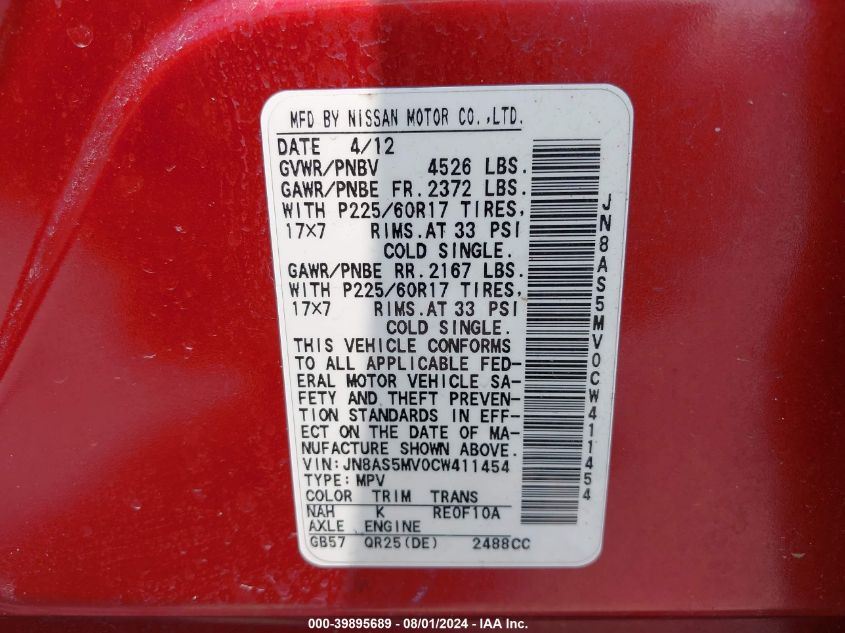 MFD BY NISSAN MOTOR CO.,LTD.
DATE 4/12
GVWR/PNBV 4526 LBS.
GAWR/PNBE FR. 2372 LBS.
WITH P225/60R17 TIRES,
17×7 RIMS.AT 33 PSI
COLD SINGLE.
GAWR/PNBE RR. 2167 LBS.
WITH P225/60R17 TIRES,
17×7 RIMS.AT 33 PSI
COLD SINGLE.
THIS VEHICLE CONFORMS
TO ALL APPLICABLE FED-
ERAL MOTOR VEHICLE SA-
FETY AND THEFT PREVEN-
TION STANDARDS IN EFF-
ECT ON THE DATE OF MA-
NUFACTURE SHOWN ABOVE.
VIN:JN8AS5MV0CW411454
TYPE:MPV
COLOR TRIM TRANS
NAH K RE0F10A
AXLE ENGINE
GB57 QR25(DE) 2488CC
JN8AS5MV0CW411454
000-39895689 - 08/01/2024 - IAA Inc.